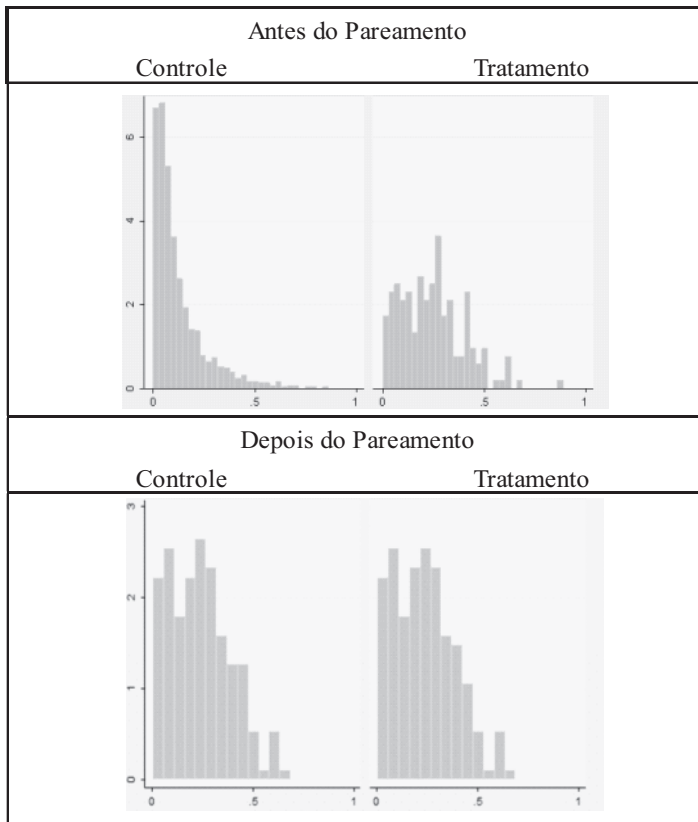 Antes do Pareamento
Controle Tratamento
6
4
2
0
0 .5 1 0 .5 1
Depois do Pareamento
Controle Tratamento
3
2
1
0
0 .5 1 0 .5 1